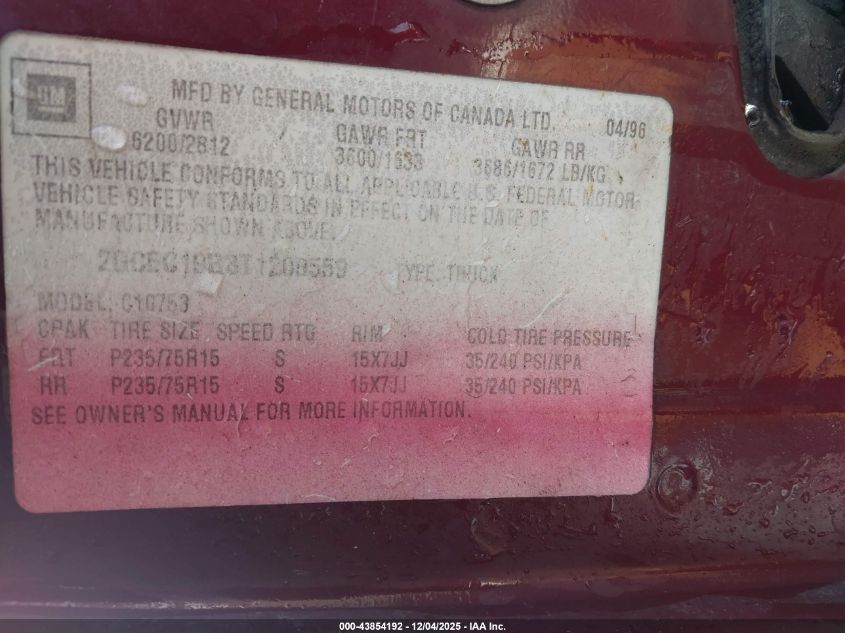 GM
MFD BY GENERAL MOTORS OF CANADA LTD. 04/96
GVWR GAWR FRT GAWR RR
6200/2812 / 3600/1633 3686/1672 LB/KG
THIS VEHICLE CONFORMS TO ALL APPLICABLE U.S. FEDERAL MOTOR
VEHICLE SAFETY STANDARDS IN EFFECT ON THE DATE OF
MANUFACTURE SHOWN ABOVE.
TYPE: TRUCK
MODEL: C10753
CPAK TIRE SIZE SPEED RTG RIM COLD TIRE PRESSURE
FRT P235/75R15 S 15X7JJ 35/240 PSI/KPA
RR P235/75R15 S 15X7JJ 35/240 PSI/KPA
SEE OWNER'S MANUAL FOR MORE INFORMATION.
000-43854192 - 12/04/2025 - IAA Inc.